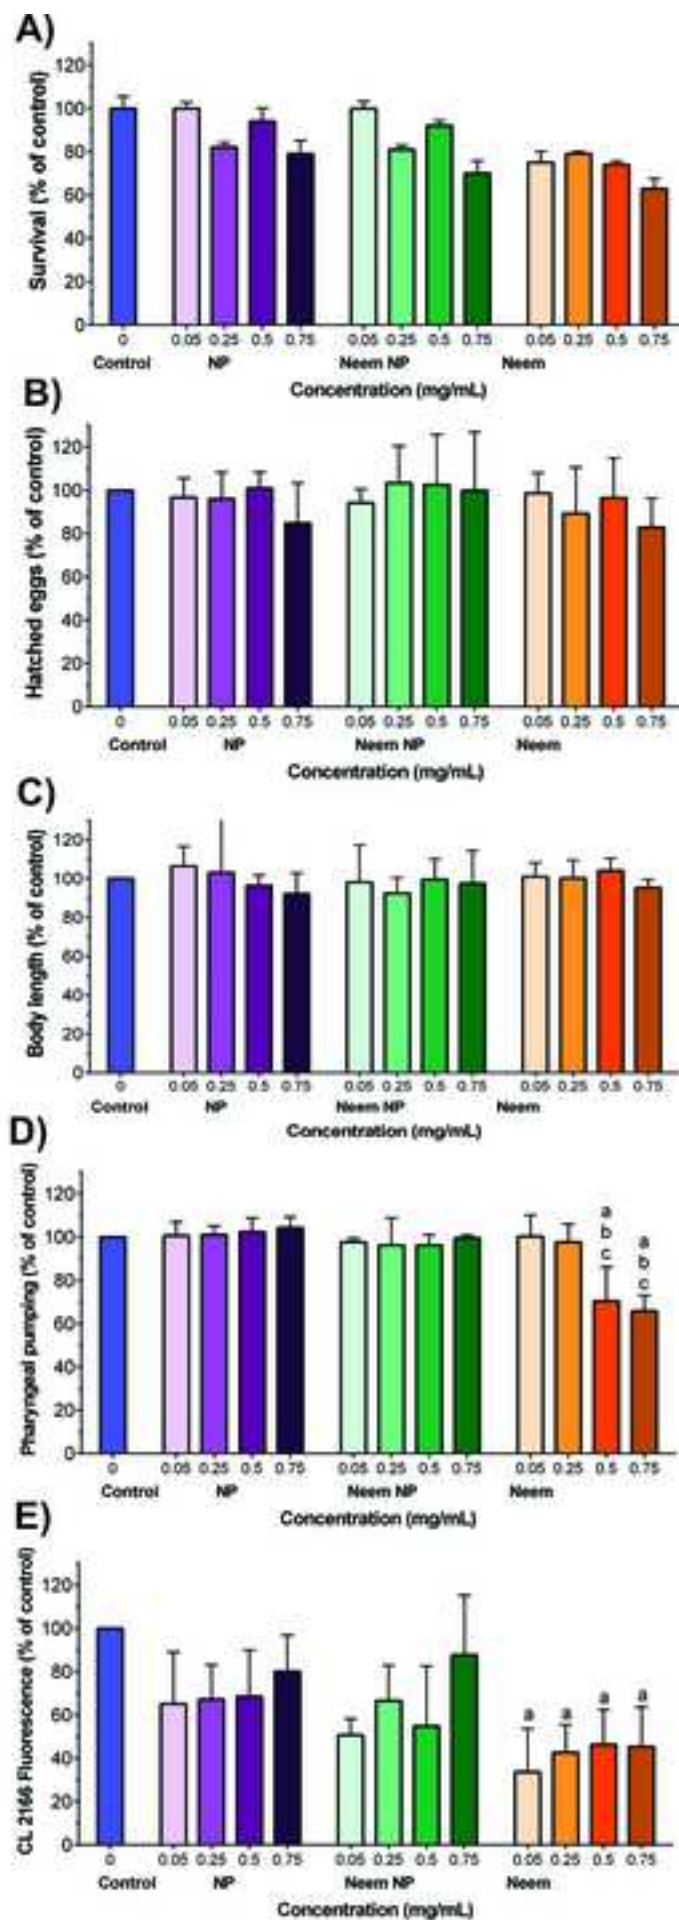 A)
Survival (% of control)
120
100
80
60
40
20
0
0 0.05 0.25 0.5 0.75 0.05 0.25 0.5 0.75 0.05 0.25 0.5 0.75
Control NP Neem NP Neem
Concentration (mg/mL)
B)
Hatched eggs (% of control)
120
100
80
60
40
20
0
0 0.05 0.25 0.5 0.75 0.05 0.25 0.5 0.75 0.05 0.25 0.5 0.75
Control NP Neem NP Neem
Concentration (mg/mL)
C)
Body length (% of control)
120
100
80
60
40
20
0
0 0.05 0.25 0.5 0.75 0.05 0.25 0.5 0.75 0.05 0.25 0.5 0.75
Control NP Neem NP Neem
Concentration (mg/mL)
D)
Pharyngeal pumping (% of control)
120
100
80
60
40
20
0
a
b
c
a
b
c
0 0.05 0.25 0.5 0.75 0.05 0.25 0.5 0.75 0.05 0.25 0.5 0.75
Control NP Neem NP Neem
Concentration (mg/mL)
E)
CL 2166 Fluorescence (% of control)
120
100
80
60
40
20
0
a a a a
0 0.05 0.25 0.5 0.75 0.05 0.25 0.5 0.75 0.05 0.25 0.5 0.75
Control NP Neem NP Neem
Concentration (mg/mL)